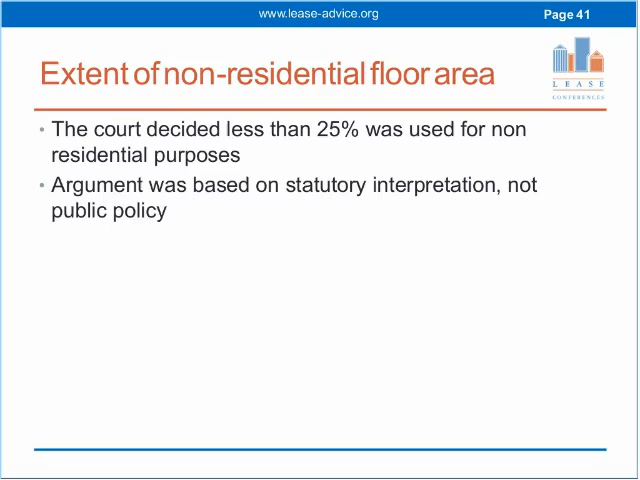 www.lease-advice.org
Page 41
Extent of non-residential floor area
LEASE
CONFERENCES
• The court decided less than 25% was used for non
residential purposes
• Argument was based on statutory interpretation, not
public policy